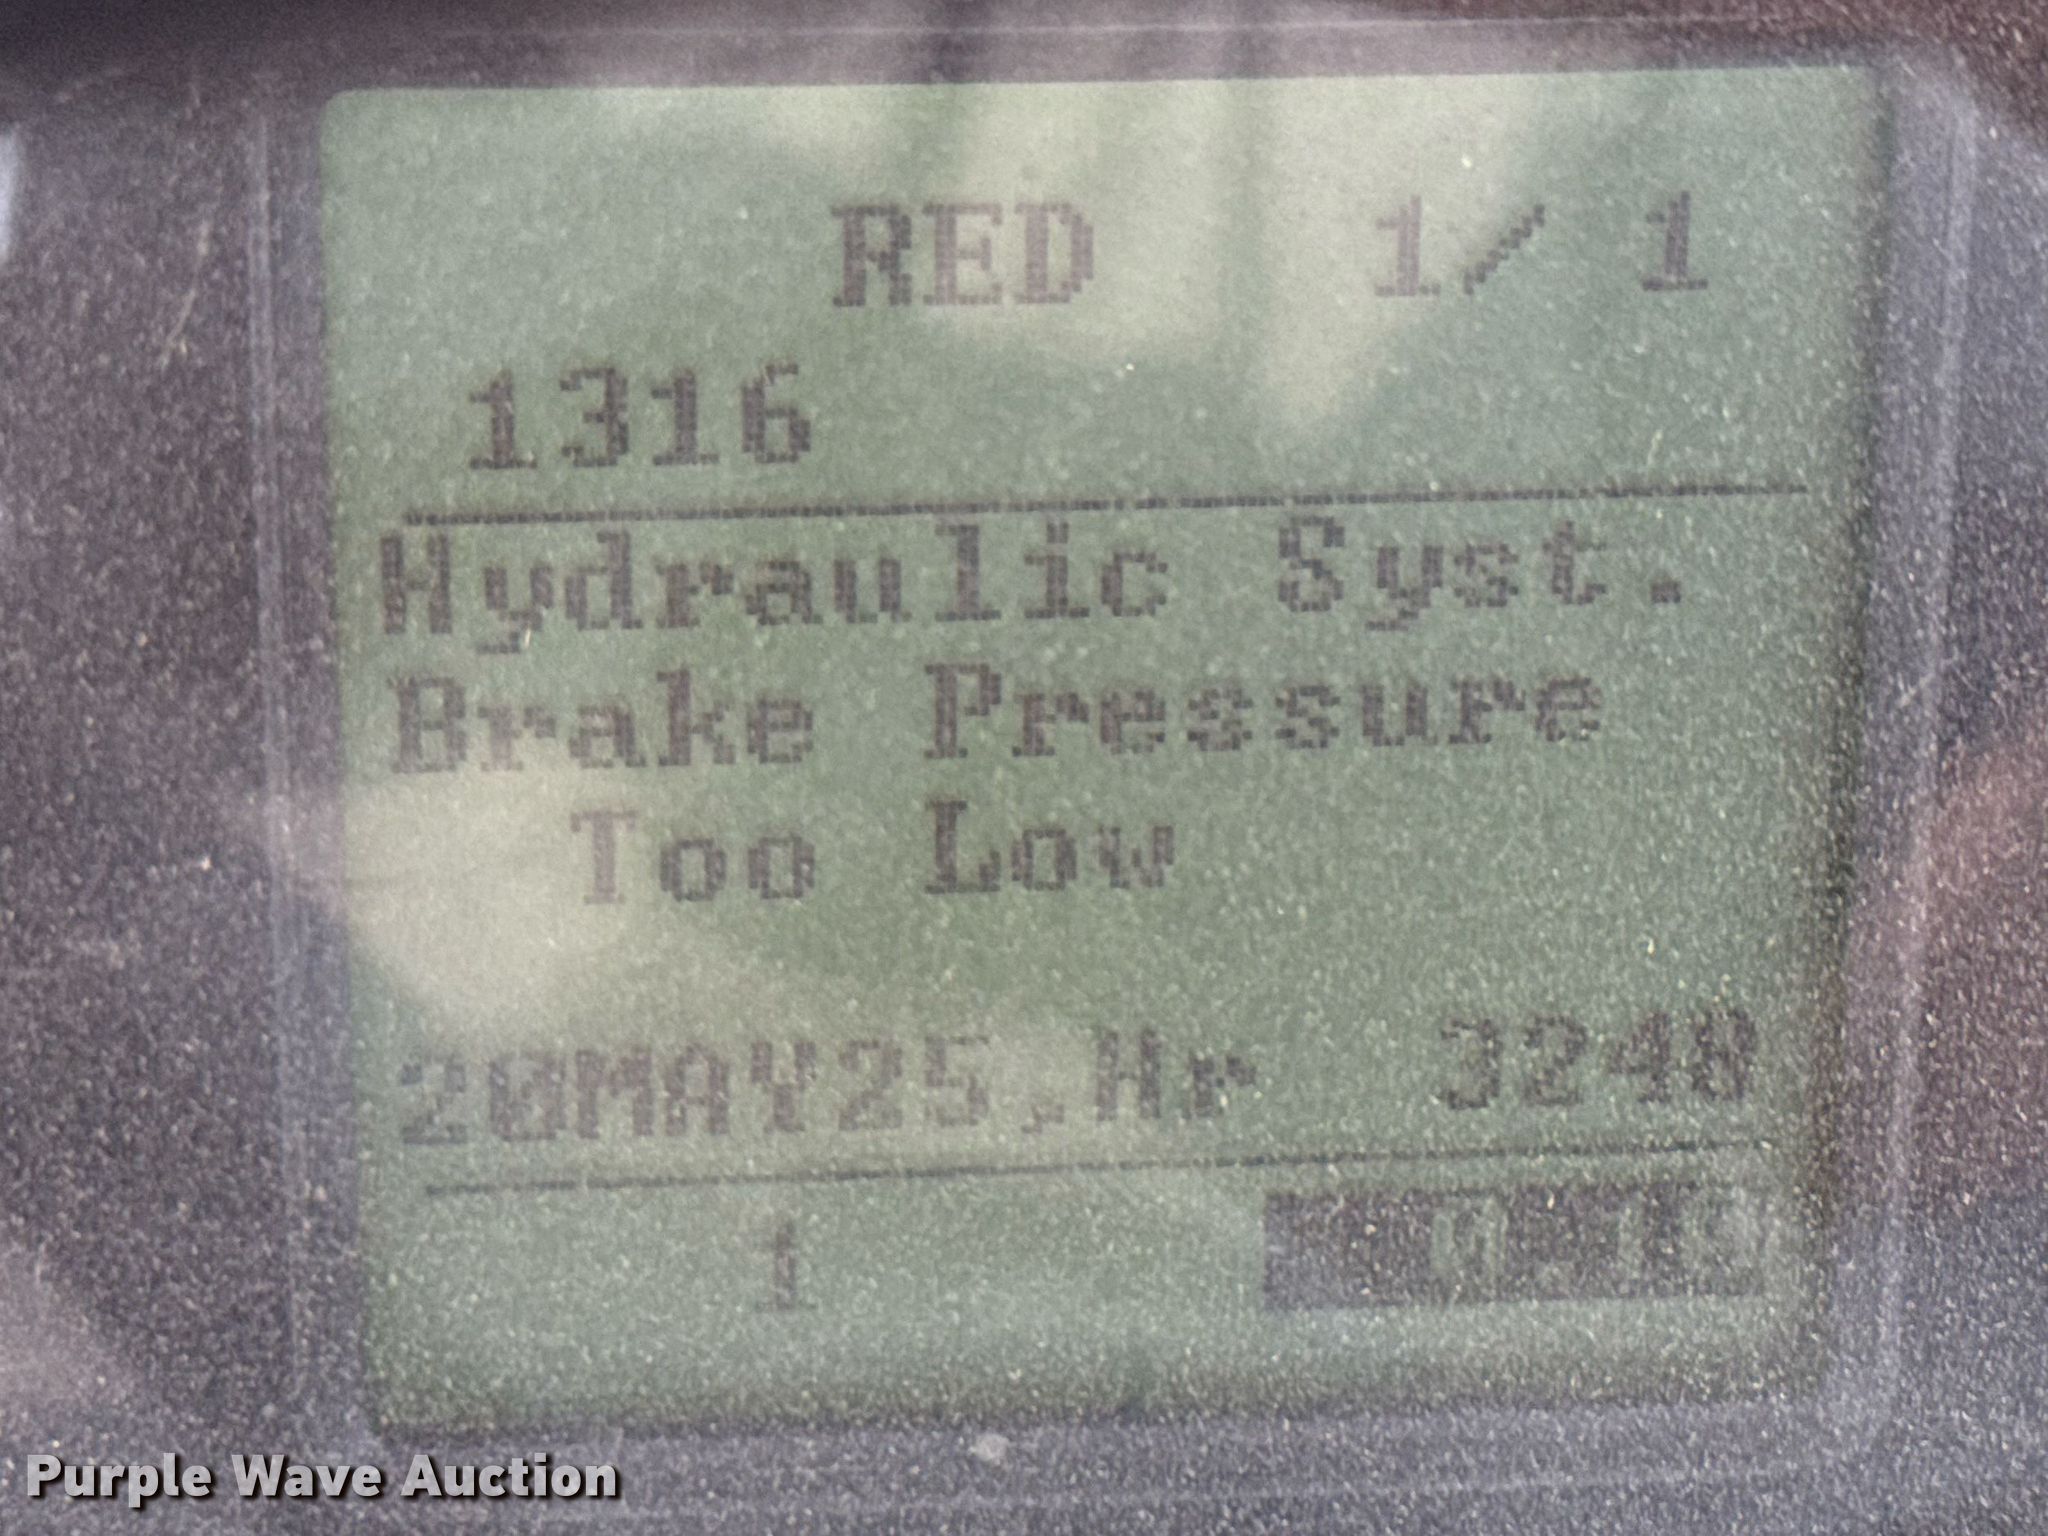 RED 1/ 1
1316
Hydraulic Syst.
Brake Pressure
Too Low
20MAY25,Hr 3240
1
Purple Wave Auction